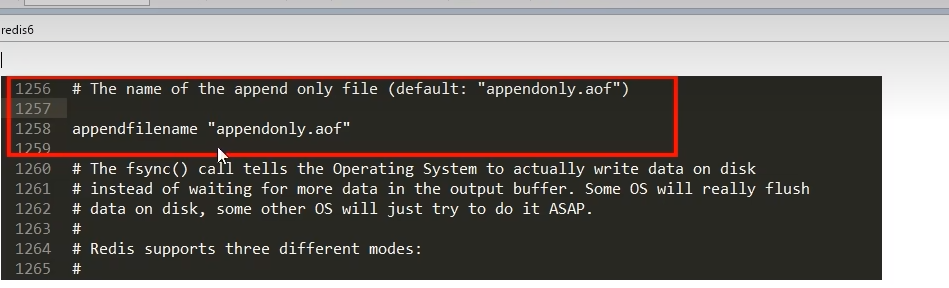 redis6
1256 # The name of the append only file (default: "appendonly.aof")
1257
1258 appendfilename "appendonly.aof"
1259
1260 # The fsync() call tells the Operating System to actually write data on disk
1261 # instead of waiting for more data in the output buffer. Some OS will really flush
1262 # data on disk, some other OS will just try to do it ASAP.
1263 #
1264 # Redis supports three different modes:
1265 #